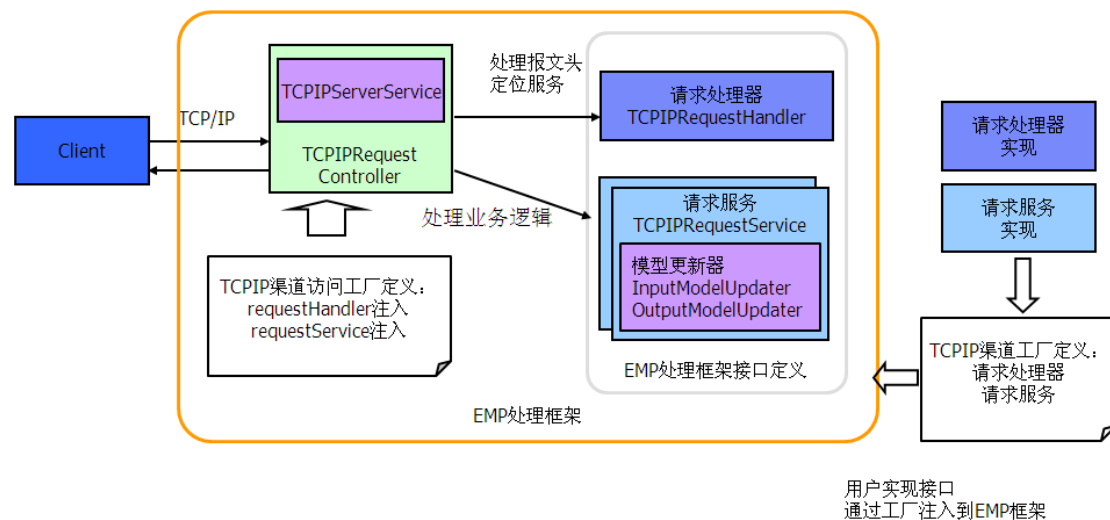 Client
TCP/IP
TCPIPServerService
TCPIPRequest
Controller
处理报文头
定位服务
处理业务逻辑
请求处理器
TCPIPRequestHandler
请求服务
TCPIPRequestService
模型更新器
InputModelUpdater
OutputModelUpdater
EMP处理框架接口定义
TCPIP渠道访问工厂定义：
requestHandler注入
requestService注入
EMP处理框架
请求处理器
实现
请求服务
实现
TCPIP渠道工厂定义：
请求处理器
请求服务
用户实现接口
通过工厂注入到EMP框架